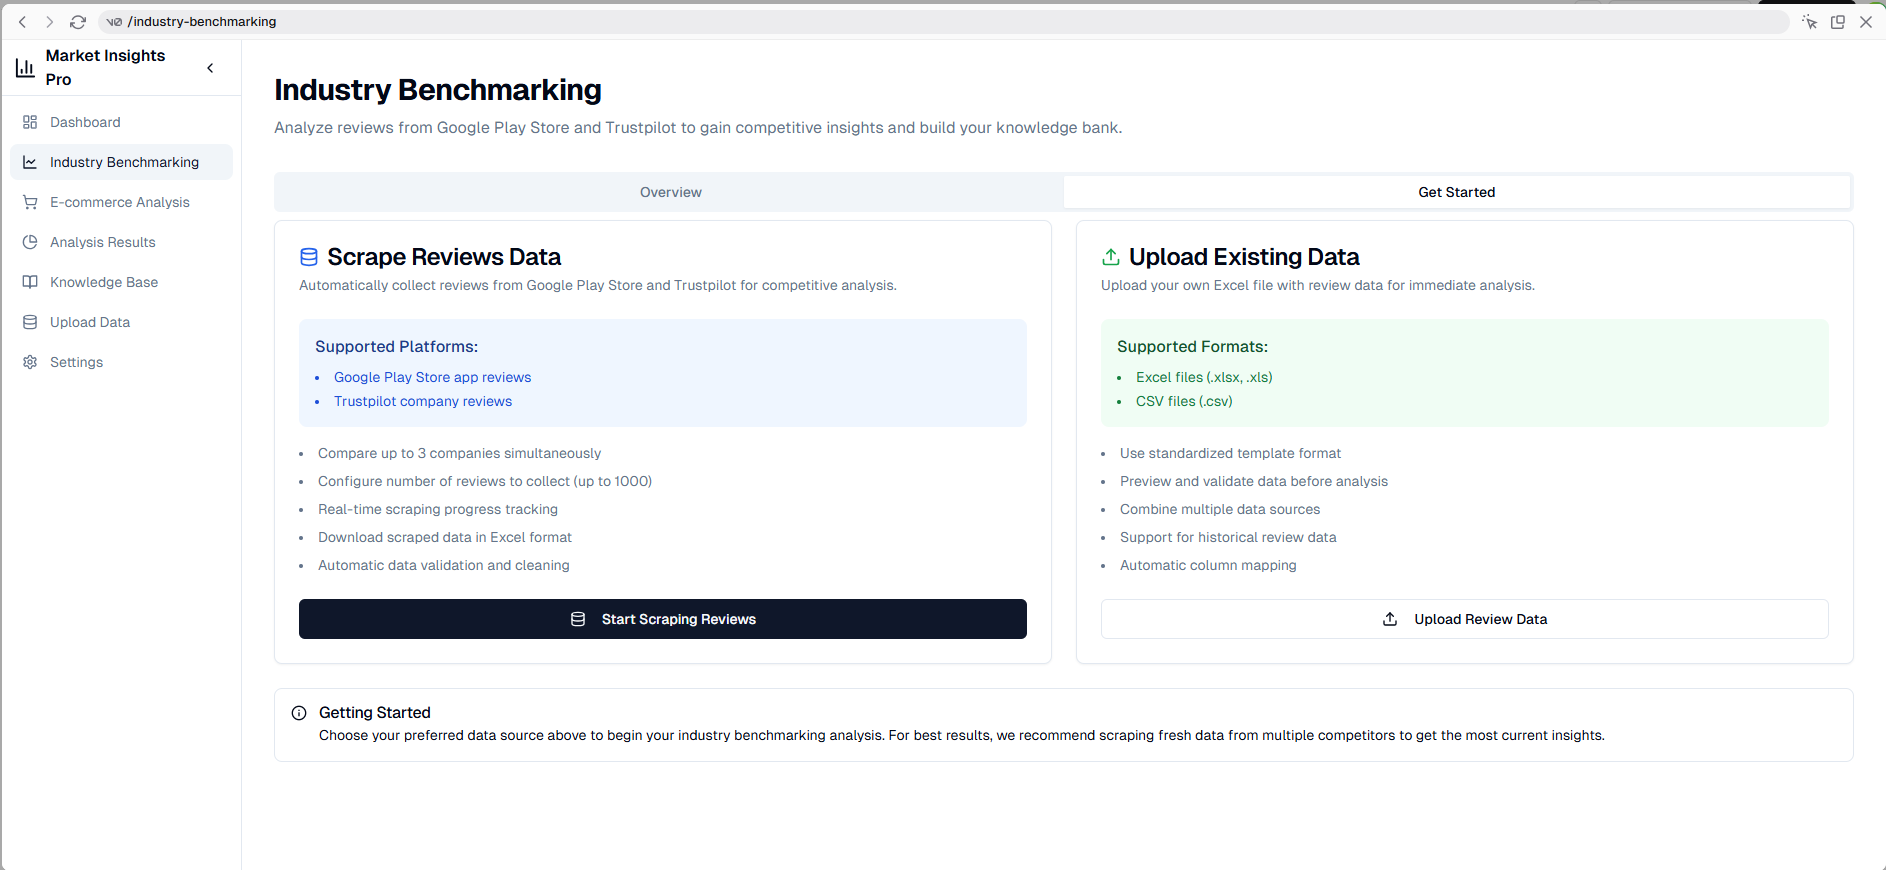 /industry-benchmarking
Market Insights
Pro
Dashboard
Industry Benchmarking
E-commerce Analysis
Analysis Results
Knowledge Base
Upload Data
Settings
Industry Benchmarking
Analyze reviews from Google Play Store and Trustpilot to gain competitive insights and build your knowledge bank.
Overview
Get Started
Scrape Reviews Data
Automatically collect reviews from Google Play Store and Trustpilot for competitive analysis.
Supported Platforms:
• Google Play Store app reviews
• Trustpilot company reviews
• Compare up to 3 companies simultaneously
• Configure number of reviews to collect (up to 1000)
• Real-time scraping progress tracking
• Download scraped data in Excel format
• Automatic data validation and cleaning
Start Scraping Reviews
Upload Existing Data
Upload your own Excel file with review data for immediate analysis.
Supported Formats:
• Excel files (.xlsx, .xls)
• CSV files (.csv)
• Use standardized template format
• Preview and validate data before analysis
• Combine multiple data sources
• Support for historical review data
• Automatic column mapping
Upload Review Data
Getting Started
Choose your preferred data source above to begin your industry benchmarking analysis. For best results, we recommend scraping fresh data from multiple competitors to get the most current insights.